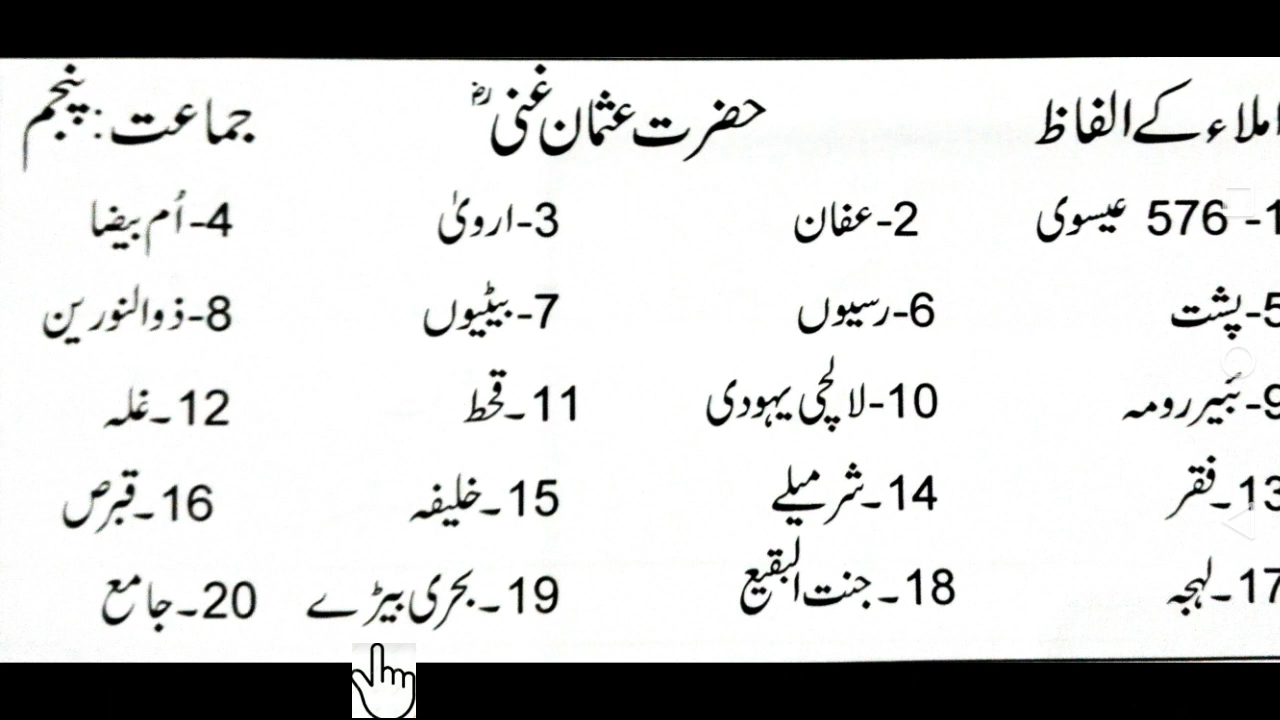 املاء کے الفاظ حضرت عثمان غنیؓ جماعت: پنجم
1- 576 عیسوی 2-عفان 3-ارویٰ 4-اُم بیضا
5-پشت 6-رسیوں 7-بیٹیوں 8-ذوالنورین
9-بَیررومہ 10-لالچی یہودی 11۔قحط 12۔غلہ
13۔فقر 14۔شرمیلے 15۔خلیفہ 16۔قبرص
17۔لہجہ 18۔جنت البقیع 19۔بحری بیڑے 20۔جامع